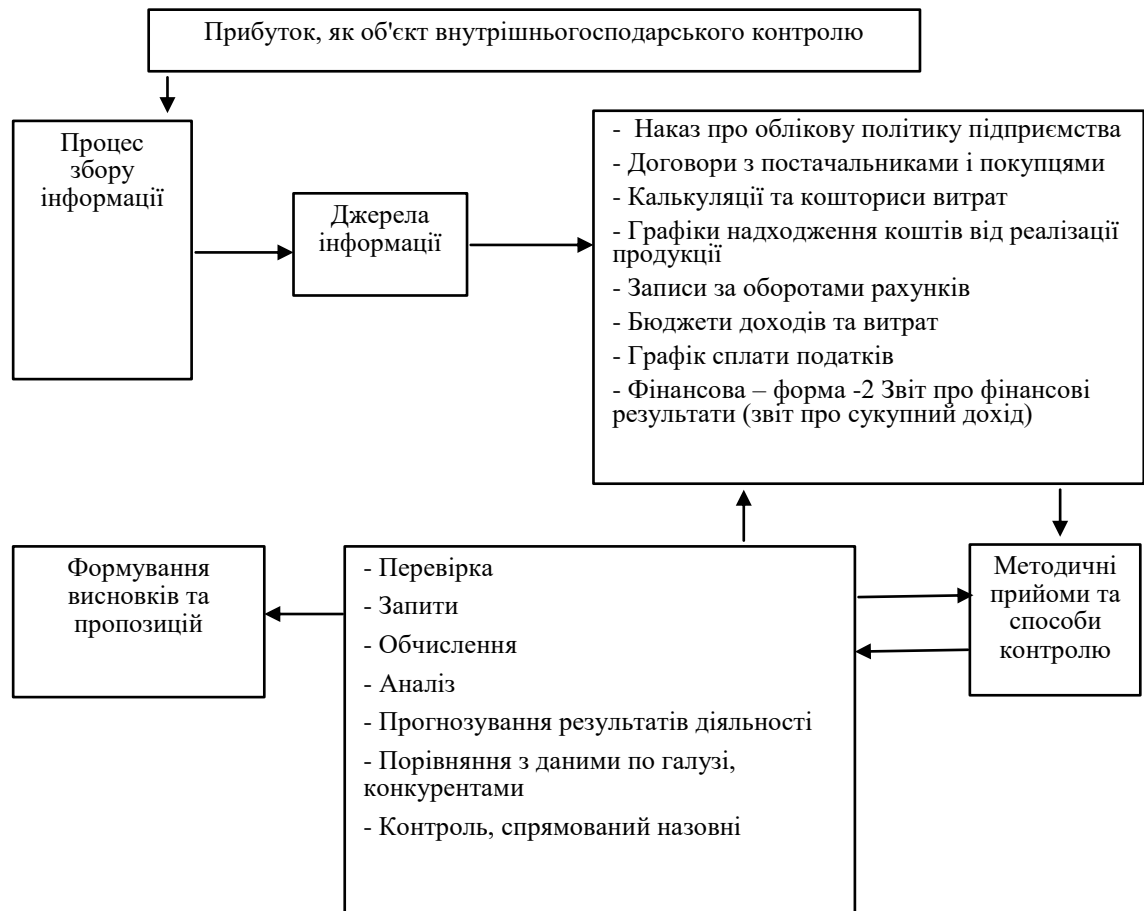 Прибуток, як об'єкт внутрішньогосподарського контролю
Процес
збору
інформації
Джерела
інформації
- Наказ про облікову політику підприємства
- Договори з постачальниками і покупцями
- Калькуляції та кошториси витрат
- Графіки надходження коштів від реалізації
продукції
- Записи за оборотами рахунків
- Бюджети доходів та витрат
- Графік сплати податків
- Фінансова – форма -2 Звіт про фінансові
результати (звіт про сукупний дохід)
Методичні
прийоми та
способи
контролю
- Перевірка
- Запити
- Обчислення
- Аналіз
- Прогнозування результатів діяльності
- Порівняння з даними по галузі,
конкурентами
- Контроль, спрямований назовні
Формування
висновків та
пропозицій